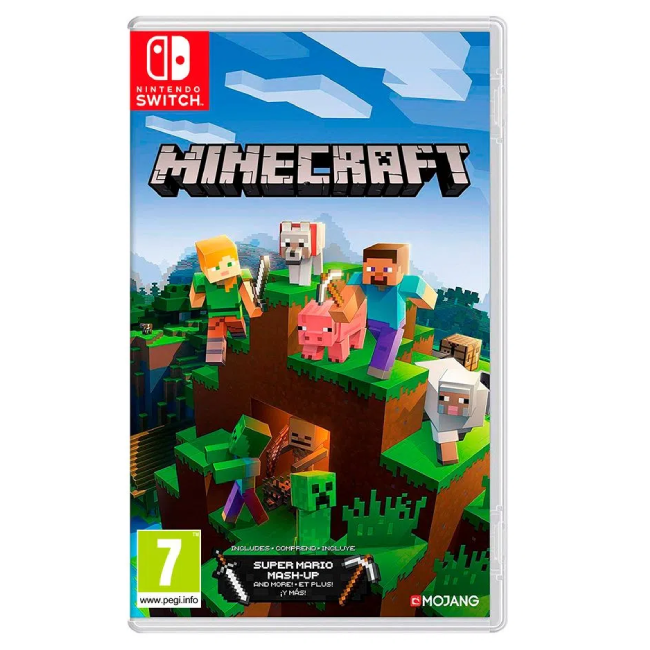 NINTENDO
SWITCH™
MINECRAFT
INCLUDES • COMPREND • INCLUYE
SUPER MARIO
MASH-UP
AND MORE! • ET PLUS!
¡Y MÁS!
7
www.pegi.info
MOJANG